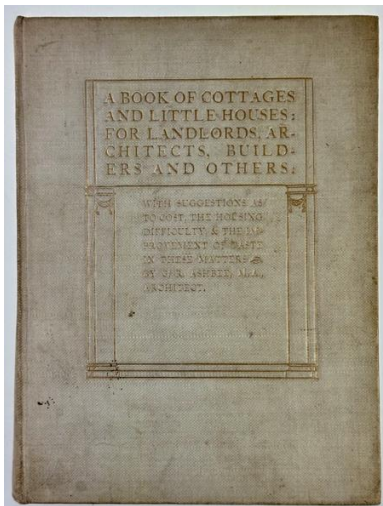 A BOOK OF COTTAGES
AND LITTLE HOUSES:
FOR LANDLORDS, AR-
CHITECTS, BUILD-
ERS AND OTHERS:
WITH SUGGESTIONS AS
TO COST, THE HOUSING
DIFFICULTY, & THE IM-
PROVEMENT OF TASTE
IN THESE MATTERS
BY C. R. ASHBEE, M.A.,
ARCHITECT.